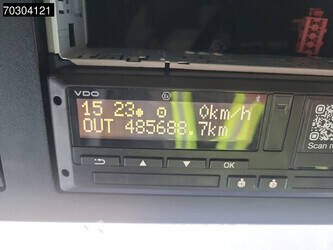 70304121
VDO
15 23 0km/h
OUT 485688.7km
OK
Scan m